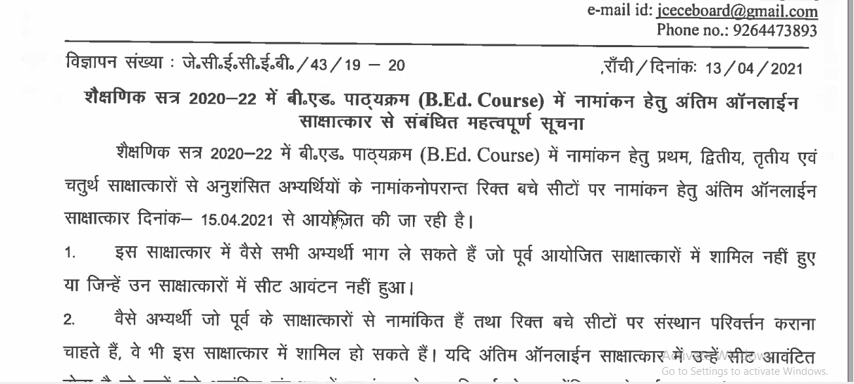 e-mail id: jceceboard@gmail.com
Phone no.: 9264473893
विज्ञापन संख्या : जे.सी.ई.सी.ई.बी. / 43 / 19 – 20 ,राँची / दिनांकः 13 / 04 / 2021
शैक्षणिक सत्र 2020–22 में बी.एड. पाठ्यक्रम (B.Ed. Course) में नामांकन हेतु अंतिम ऑनलाईन
साक्षात्कार से संबंधित महत्वपूर्ण सूचना
शैक्षणिक सत्र 2020–22 में बी.एड. पाठ्यक्रम (B.Ed. Course) में नामांकन हेतु प्रथम, द्वितीय, तृतीय एवं
चतुर्थ साक्षात्कारों से अनुशंसित अभ्यर्थियों के नामांकनोपरान्त रिक्त बचे सीटों पर नामांकन हेतु अंतिम ऑनलाईन
साक्षात्कार दिनांक– 15.04.2021 से आयोजित की जा रही है।
1. इस साक्षात्कार में वैसे सभी अभ्यर्थी भाग ले सकते हैं जो पूर्व आयोजित साक्षात्कारों में शामिल नहीं हुए
या जिन्हें उन साक्षात्कारों में सीट आवंटन नहीं हुआ।
2. वैसे अभ्यर्थी जो पूर्व के साक्षात्कारों से नामांकित हैं तथा रिक्त बचे सीटों पर संस्थान परिवर्त्तन कराना
चाहते हैं, वे भी इस साक्षात्कार में शामिल हो सकते हैं। यदि अंतिम ऑनलाईन साक्षात्कार में उन्हें सीट आवंटित
Go to Settings to activate Windows.